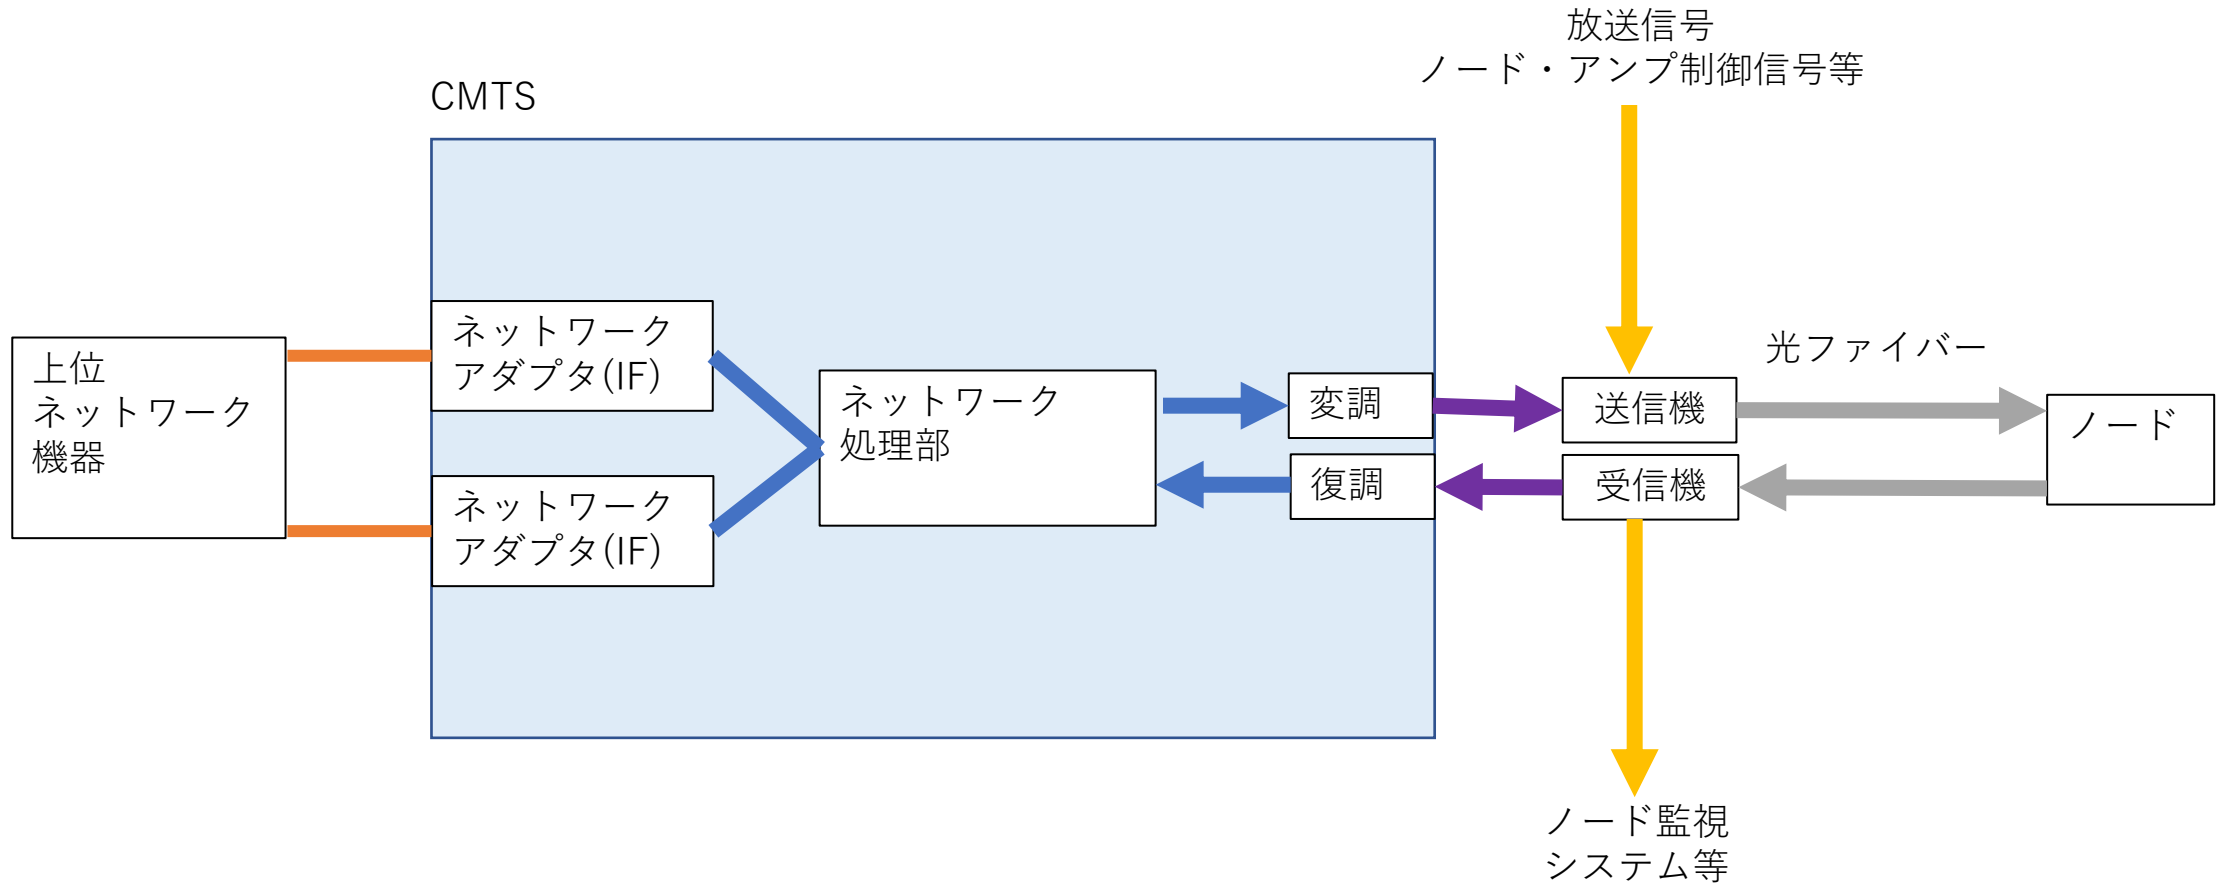 放送信号
ノード・アンプ制御信号等
CMTS
上位
ネットワーク
機器
ネットワーク
アダプタ(IF)
ネットワーク
アダプタ(IF)
ネットワーク
処理部
変調
復調
送信機
受信機
光ファイバー
ノード
ノード監視
システム等